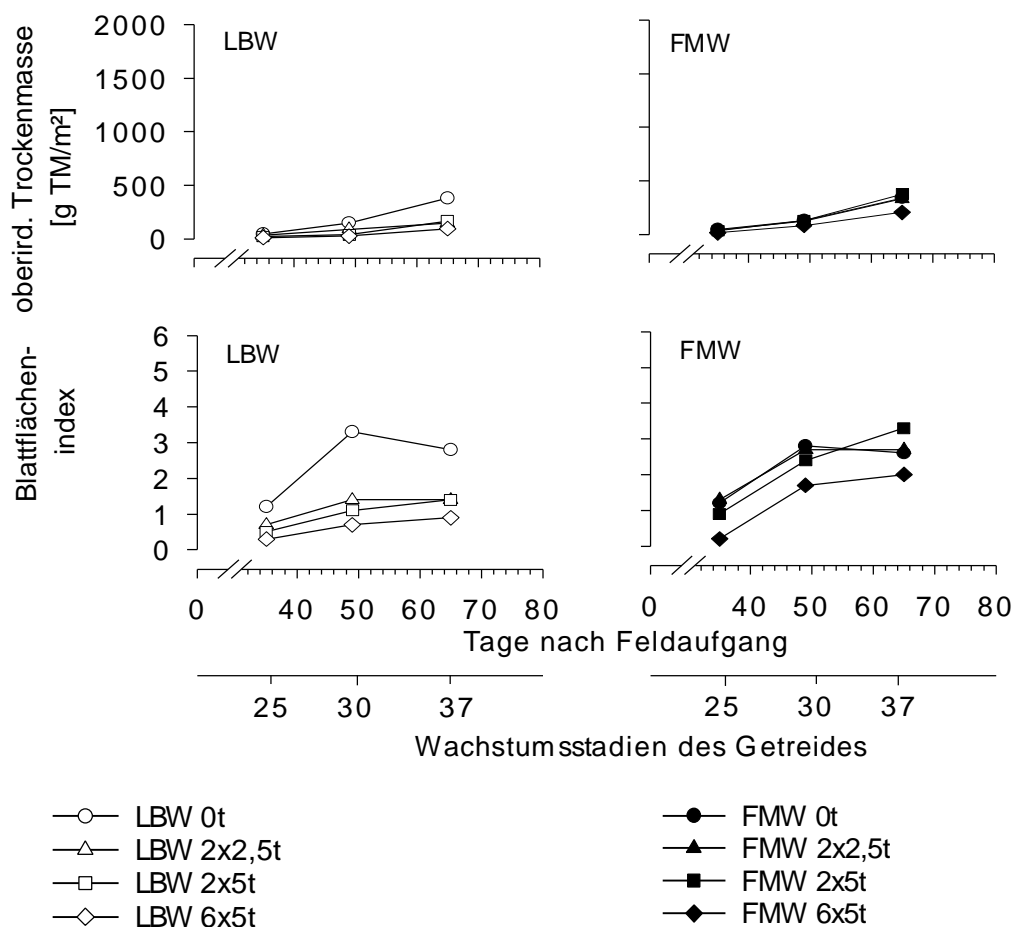 oberird. Trockenmasse
[g TM/m²]
2000
1500
1000
500
0
LBW
FMW
Blattflächen-
index
6
5
4
3
2
1
0
LBW
FMW
0 40 50 60 70 80
0 40 50 60 70 80
Tage nach Feldaufgang
25 30 37
25 30 37
Wachstumsstadien des Getreides
LBW 0t
LBW 2x2,5t
LBW 2x5t
LBW 6x5t
FMW 0t
FMW 2x2,5t
FMW 2x5t
FMW 6x5t